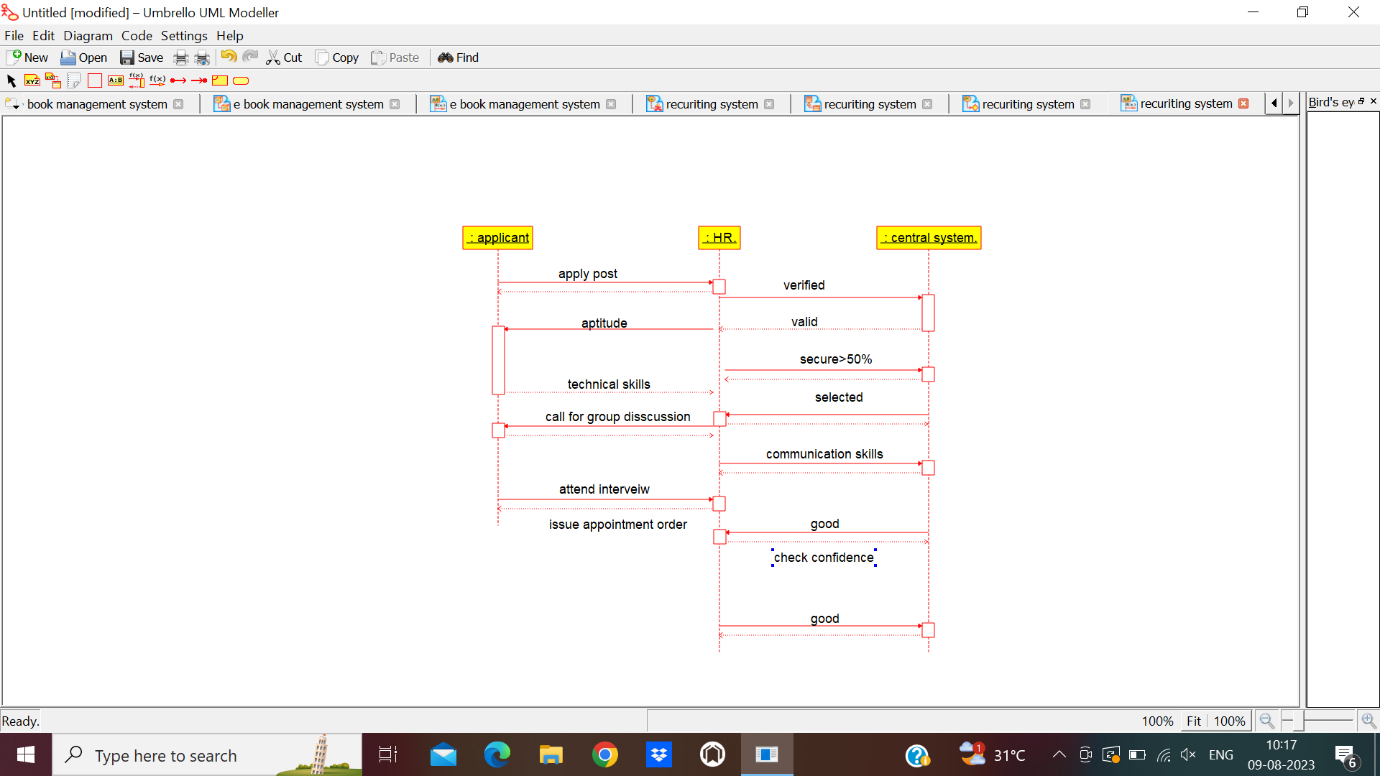 Untitled [modified] – Umbrello UML Modeller
File Edit Diagram Code Settings Help
New Open Save Cut Copy Paste Find
XYZ A:B f(x) f(x)
book management system e book management system e book management system recuriting system recuriting system recuriting system recuriting system Bird's ey
: applicant : HR. : central system.
apply post
verified
aptitude valid
secure>50%
technical skills
selected
call for group disscussion
communication skills
attend interveiw
issue appointment order good
check confidence
good
Ready. 100% Fit 100%
Type here to search 1 31°C ENG 10:17
09-08-2023 6